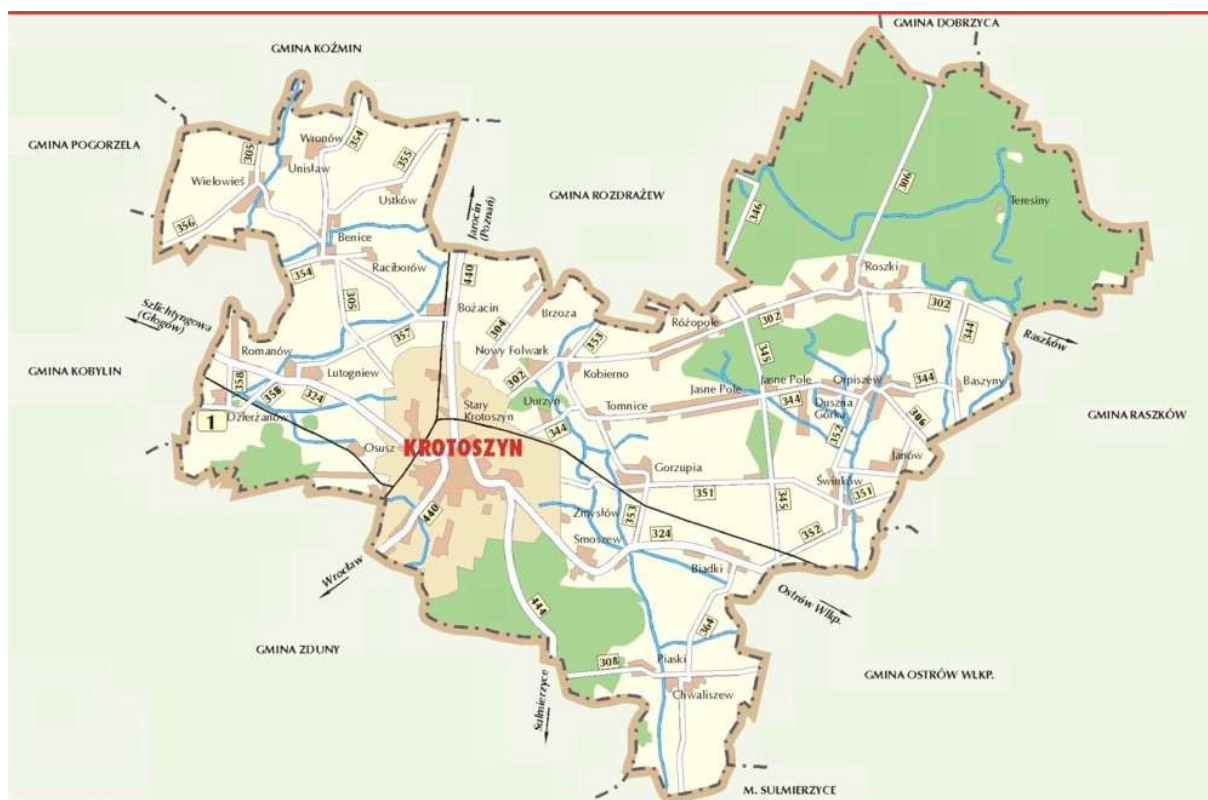 GMINA DOBRZYCA
GMINA KOŹMIN
GMINA POGORZELA
GMINA ROZDRAŻEW
GMINA KOBYLIN
GMINA RASZKÓW
GMINA ZDUNY
GMINA OSTRÓW WLKP.
M. SULMIERZYCE
Wronów
354
305
Unisław
355
Wielowieś
Ustków
356
Benice
Jarocin
(Poznań)
354
Raciborów
440
305
Bożacin
Szlichtyngowa
(Głogów)
357
304
Brzoza
Romanów
Lutogniew
Nowy Folwark
353
302
Kobierno
358
358
324
Durzyn
Stary
Krotoszyn
Dzierżanów
1
Osusz
KROTOSZYN
344
Tomnice
440
Wrocław
306
346
Teresiny
Roszki
302
Różopole
302
344
Raszków
345
Jasne Pole
Jasne Pole
344
Orpiszew
344
Baszyny
Duszna
Górka
352
306
Janów
Gorzupia
351
Świnków
351
345
Zmysłów
353
324
352
Smoszew
Biadki
Ostrów Wlkp.
444
364
308
Piaski
Chwaliszew
Sulmierzyce